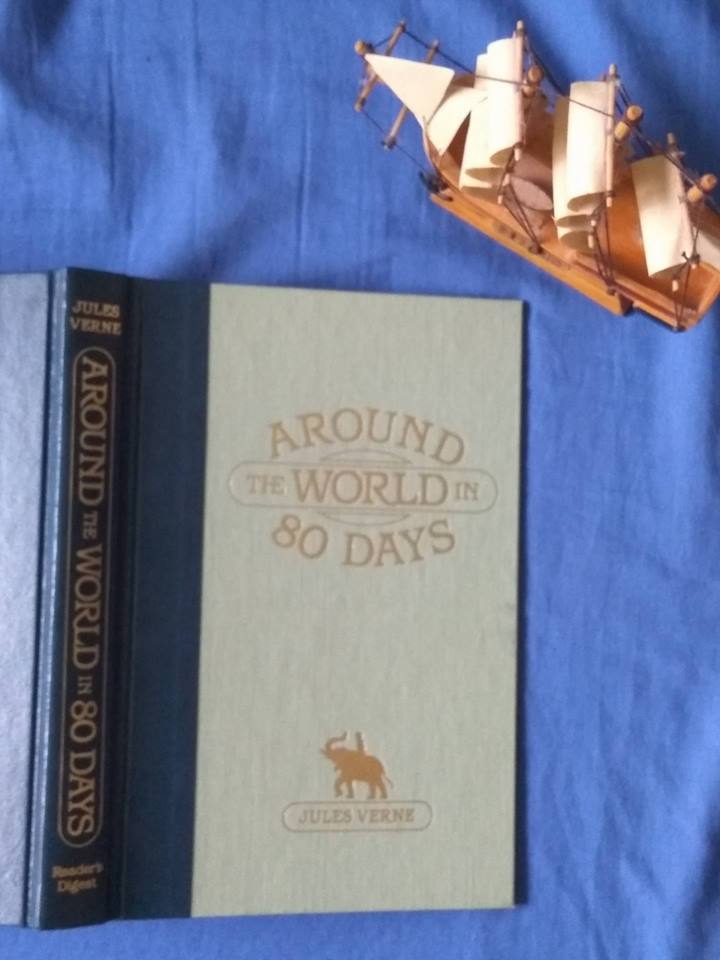 JULES
VERNE
AROUND THE WORLD IN 80 DAYS
Reader's
Digest
AROUND
THE WORLD IN
80 DAYS
JULES VERNE